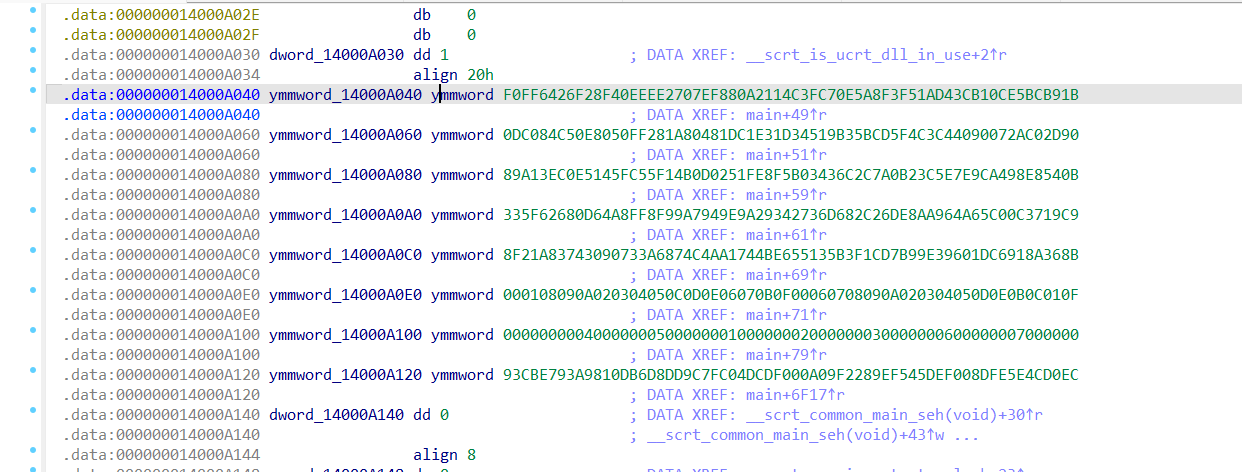 .data:000000014000A02E db 0
.data:000000014000A02F db 0
.data:000000014000A030 dword_14000A030 dd 1 ; DATA XREF: __scrt_is_ucrt_dll_in_use+2↑r
.data:000000014000A034 align 20h
.data:000000014000A040 ymmword_14000A040 ymmword F0FF6426F28F40EEEE2707EF880A2114C3FC70E5A8F3F51AD43CB10CE5BCB91B
.data:000000014000A040 ; DATA XREF: main+49↑r
.data:000000014000A060 ymmword_14000A060 ymmword 0DC084C50E8050FF281A80481DC1E31D34519B35BCD5F4C3C44090072AC02D90
.data:000000014000A060 ; DATA XREF: main+51↑r
.data:000000014000A080 ymmword_14000A080 ymmword 89A13EC0E5145FC55F14B0D0251FE8F5B03436C2C7A0B23C5E7E9CA498E8540B
.data:000000014000A080 ; DATA XREF: main+59↑r
.data:000000014000A0A0 ymmword_14000A0A0 ymmword 335F62680D64A8FF8F99A7949E9A29342736D682C26DE8AA964A65C00C3719C9
.data:000000014000A0A0 ; DATA XREF: main+61↑r
.data:000000014000A0C0 ymmword_14000A0C0 ymmword 8F21A83743090733A6874C4AA1744BE655135B3F1CD7B99E39601DC6918A368B
.data:000000014000A0C0 ; DATA XREF: main+69↑r
.data:000000014000A0E0 ymmword_14000A0E0 ymmword 000108090A020304050C0D0E06070B0F00060708090A020304050D0E0B0C010F
.data:000000014000A0E0 ; DATA XREF: main+71↑r
.data:000000014000A100 ymmword_14000A100 ymmword 0000000004000000050000000100000002000000030000000600000007000000
.data:000000014000A100 ; DATA XREF: main+79↑r
.data:000000014000A120 ymmword_14000A120 ymmword 93CBE793A9810DB6D8DD9C7FC04DCDF000A09F2289EF545DEF008DFE5E4CD0EC
.data:000000014000A120 ; DATA XREF: main+6F17↑r
.data:000000014000A140 dword_14000A140 dd 0 ; DATA XREF: __scrt_common_main_seh(void)+30↑r
.data:000000014000A140 ; __scrt_common_main_seh(void)+43↑w ...
.data:000000014000A144 align 8